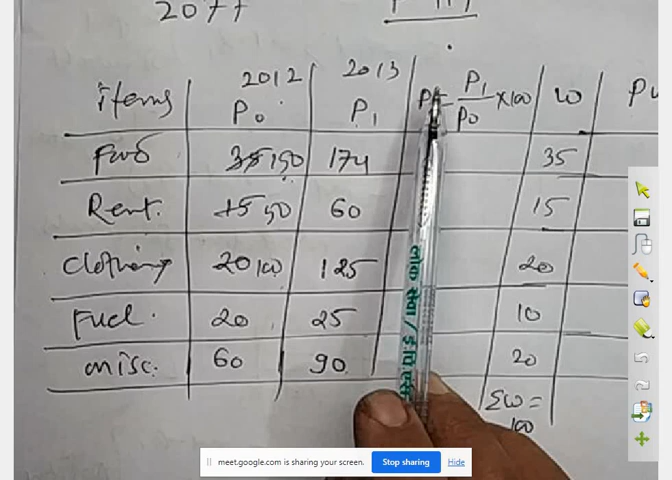 2077
2012 2013
items P₀ P₁ P = P₁/P₀ ×100 W
Food 150 174 35
Rent. 50 60 15
Clothing 20 100 125 20
Fuel. 20 25 10
misc. 60 90 20
ΣW =
100
लोक सेवा /
meet.google.com is sharing your screen. Stop sharing Hide